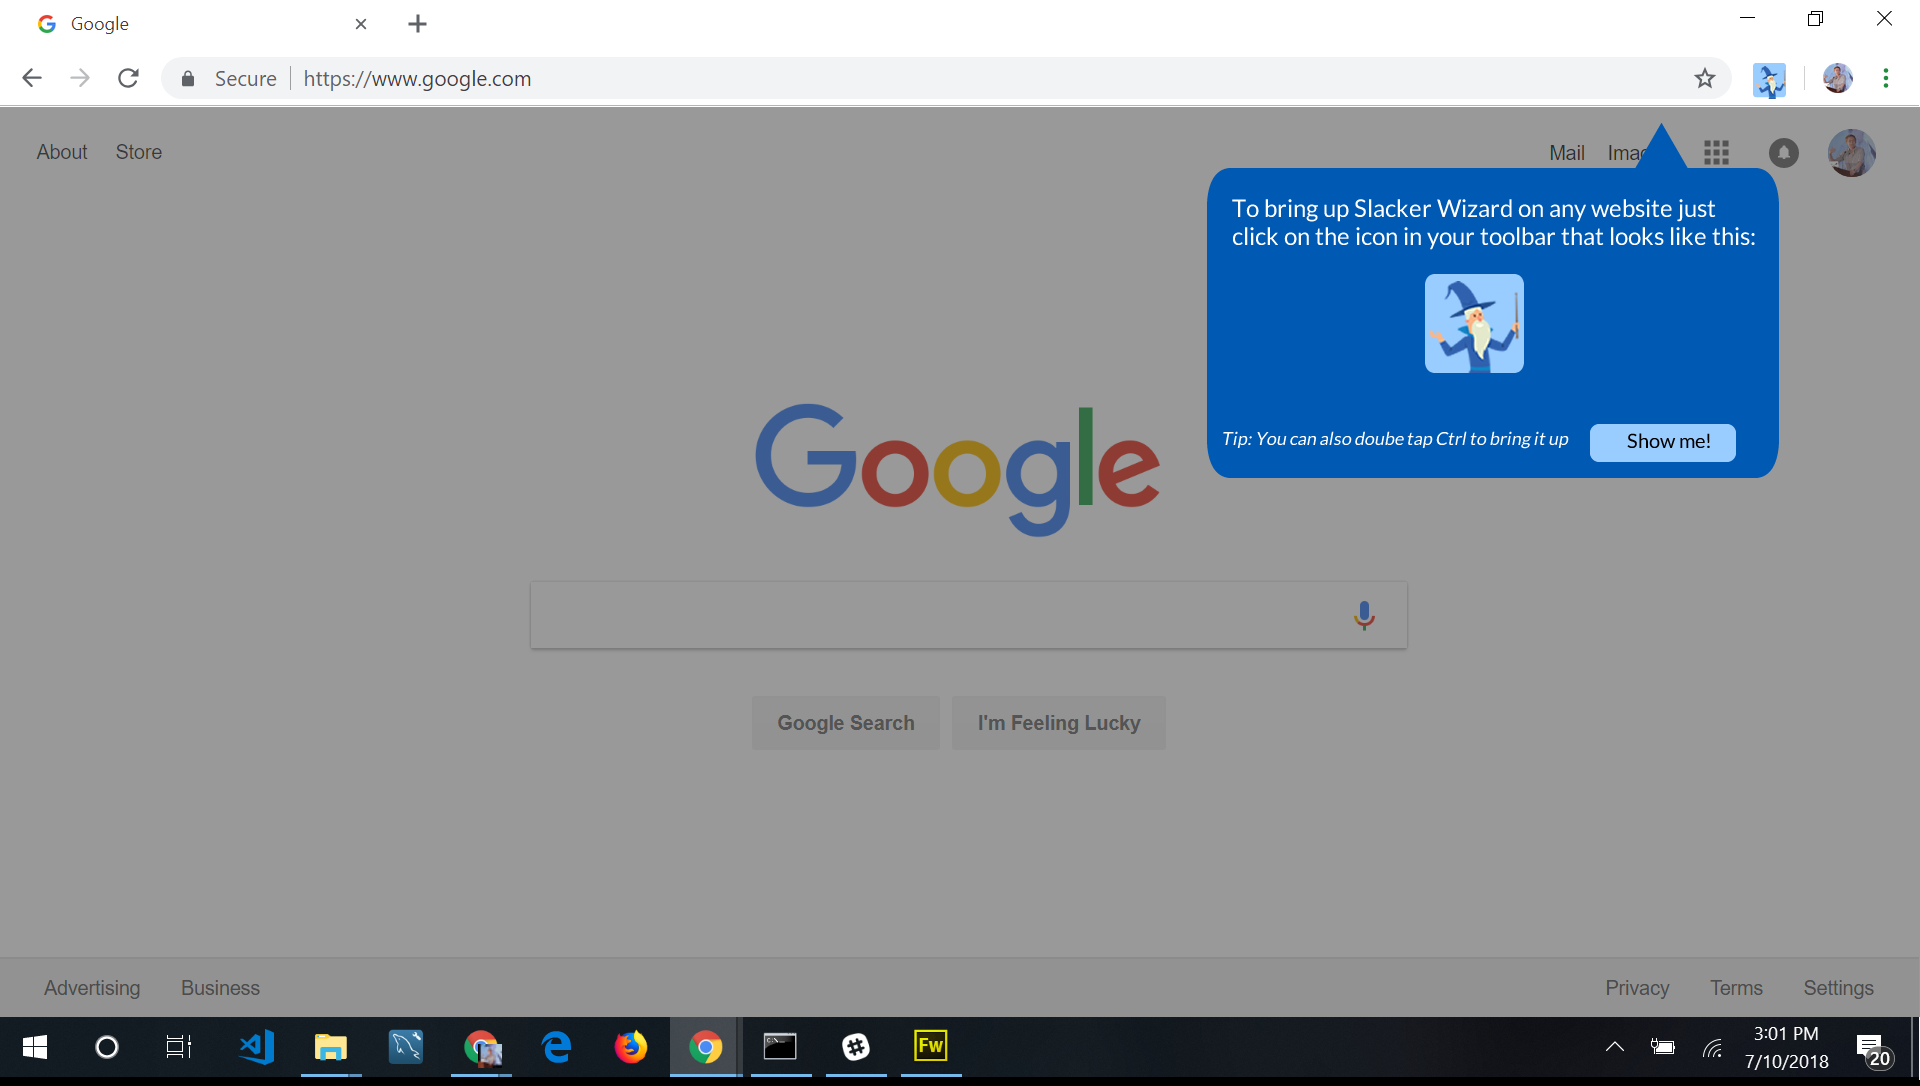 Google
Secure https://www.google.com
About Store
Mail
To bring up Slacker Wizard on any website just
click on the icon in your toolbar that looks like this:
Tip: You can also doube tap Ctrl to bring it up
Show me!
Google
Google Search I'm Feeling Lucky
Advertising Business
Privacy Terms Settings
Fw
3:01 PM
7/10/2018
20